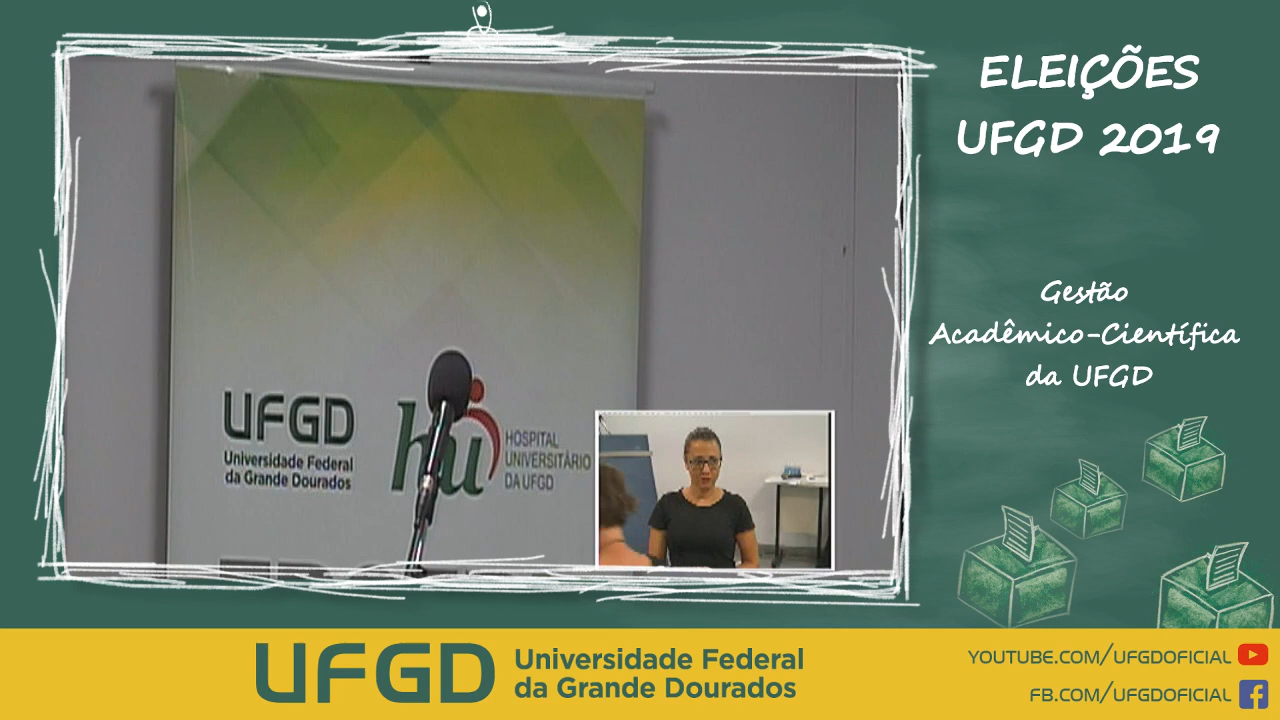 ELEIÇÕES
UFGD 2019
Gestão
Acadêmico-Científica
da UFGD
UFGD
Universidade Federal
da Grande Dourados
hu
HOSPITAL
UNIVERSITÁRIO
DA UFGD
UFGD
Universidade Federal
da Grande Dourados
YOUTUBE.COM/UFGDOFICIAL
FB.COM/UFGDOFICIAL